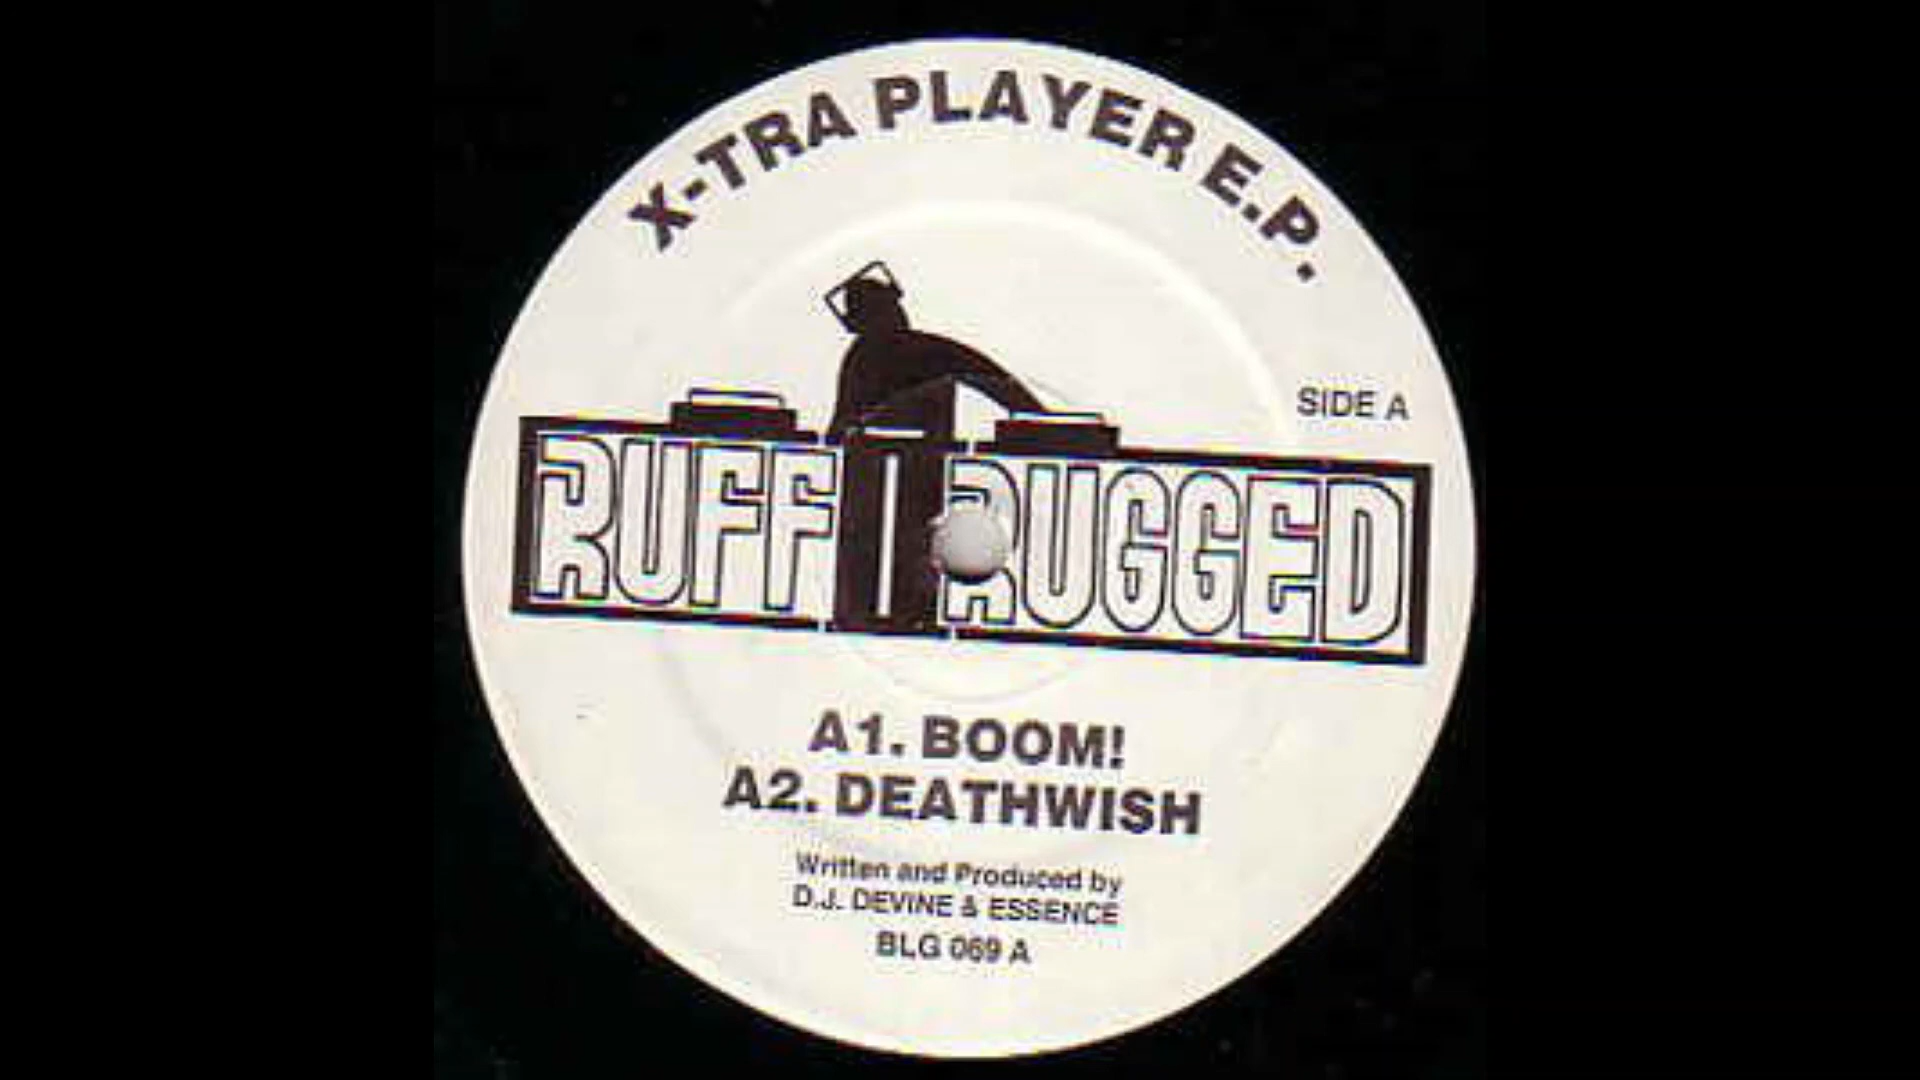 X-TRA PLAYER E.P.
SIDE A
RUFF RUGGED
A1. BOOM!
A2. DEATHWISH
Written and Produced by
D.J. DEVINE & ESSENCE
BLG 069 A